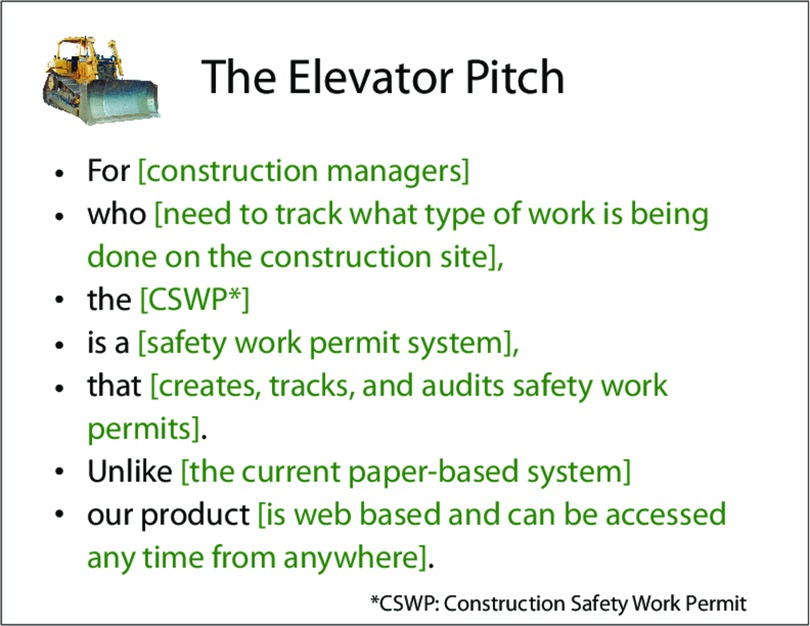 The Elevator Pitch
• For [construction managers]
• who [need to track what type of work is being
done on the construction site],
• the [CSWP*]
• is a [safety work permit system],
• that [creates, tracks, and audits safety work
permits].
• Unlike [the current paper-based system]
• our product [is web based and can be accessed
any time from anywhere].
*CSWP: Construction Safety Work Permit